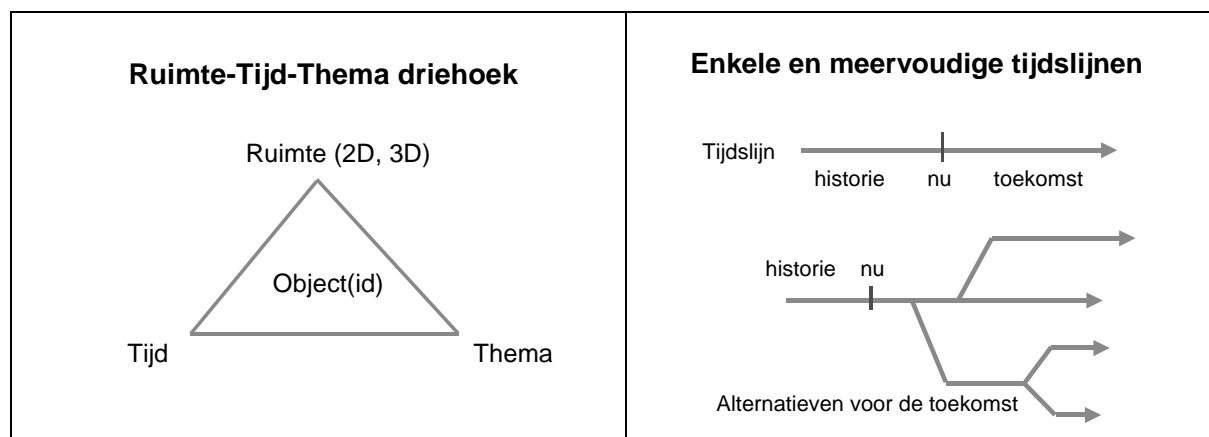 Ruimte-Tijd-Thema driehoek
Ruimte (2D, 3D)
Object(id)
Tijd
Thema
Enkele en meervoudige tijdslijnen
Tijdslijn
historie nu toekomst
historie nu
Alternatieven voor de toekomst